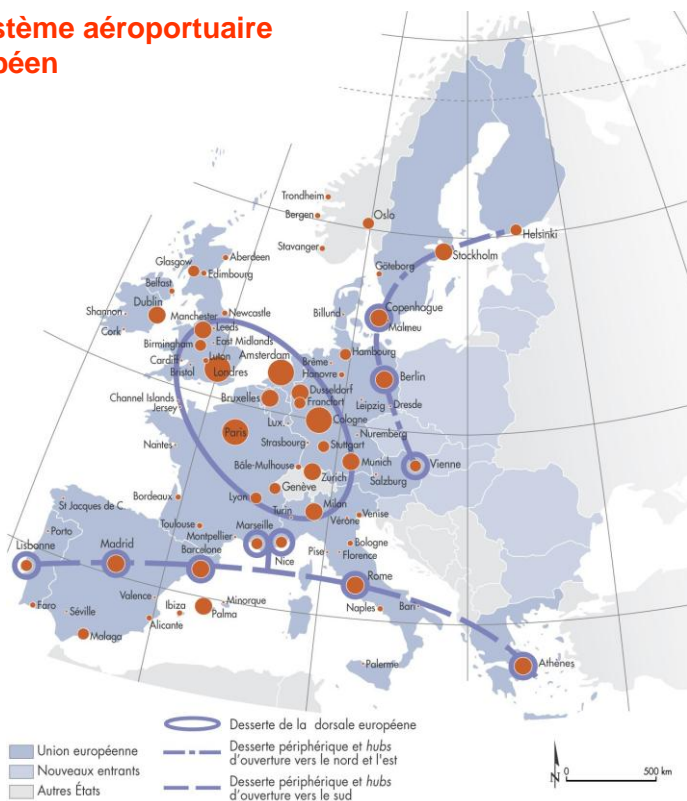 stème aéroportuaire
péen
Trondheim
Bergen
Oslo
Stavanger
Helsinki
Stockholm
Göteborg
Aberdeen
Glasgow
Edimbourg
Belfast
Dublin
Shannon
Cork
Newcastle
Manchester
Leeds
Birmingham
East Midlands
Cardiff
Luton
Bristol
Londres
Billund
Copenhague
Malmeu
Amsterdam
Brème
Hambourg
Hanovre
Berlin
Dusseldorf
Francfort
Bruxelles
Cologne
Leipzig
Dresde
Channel Islands
Jersey
Paris
Lux.
Nuremberg
Strasbourg
Stuttgart
Nantes
Bâle-Mulhouse
Munich
Vienne
Zurich
Salzburg
Genève
Lyon
Bordeaux
Turin
Milan
Vérone
Venise
St Jacques de C.
Toulouse
Marseille
Montpellier
Bologne
Porto
Nice
Pise
Florence
Lisbonne
Madrid
Barcelone
Rome
Valence
Ibiza
Minorque
Palma
Naples
Bari
Faro
Séville
Alicante
Malaga
Athènes
Palerme
Union européenne
Nouveaux entrants
Autres États
Desserte de la dorsale européene
Desserte périphérique et hubs
d'ouverture vers le nord et l'est
Desserte périphérique et hubs
d'ouverture vers le sud
N
0 500 km